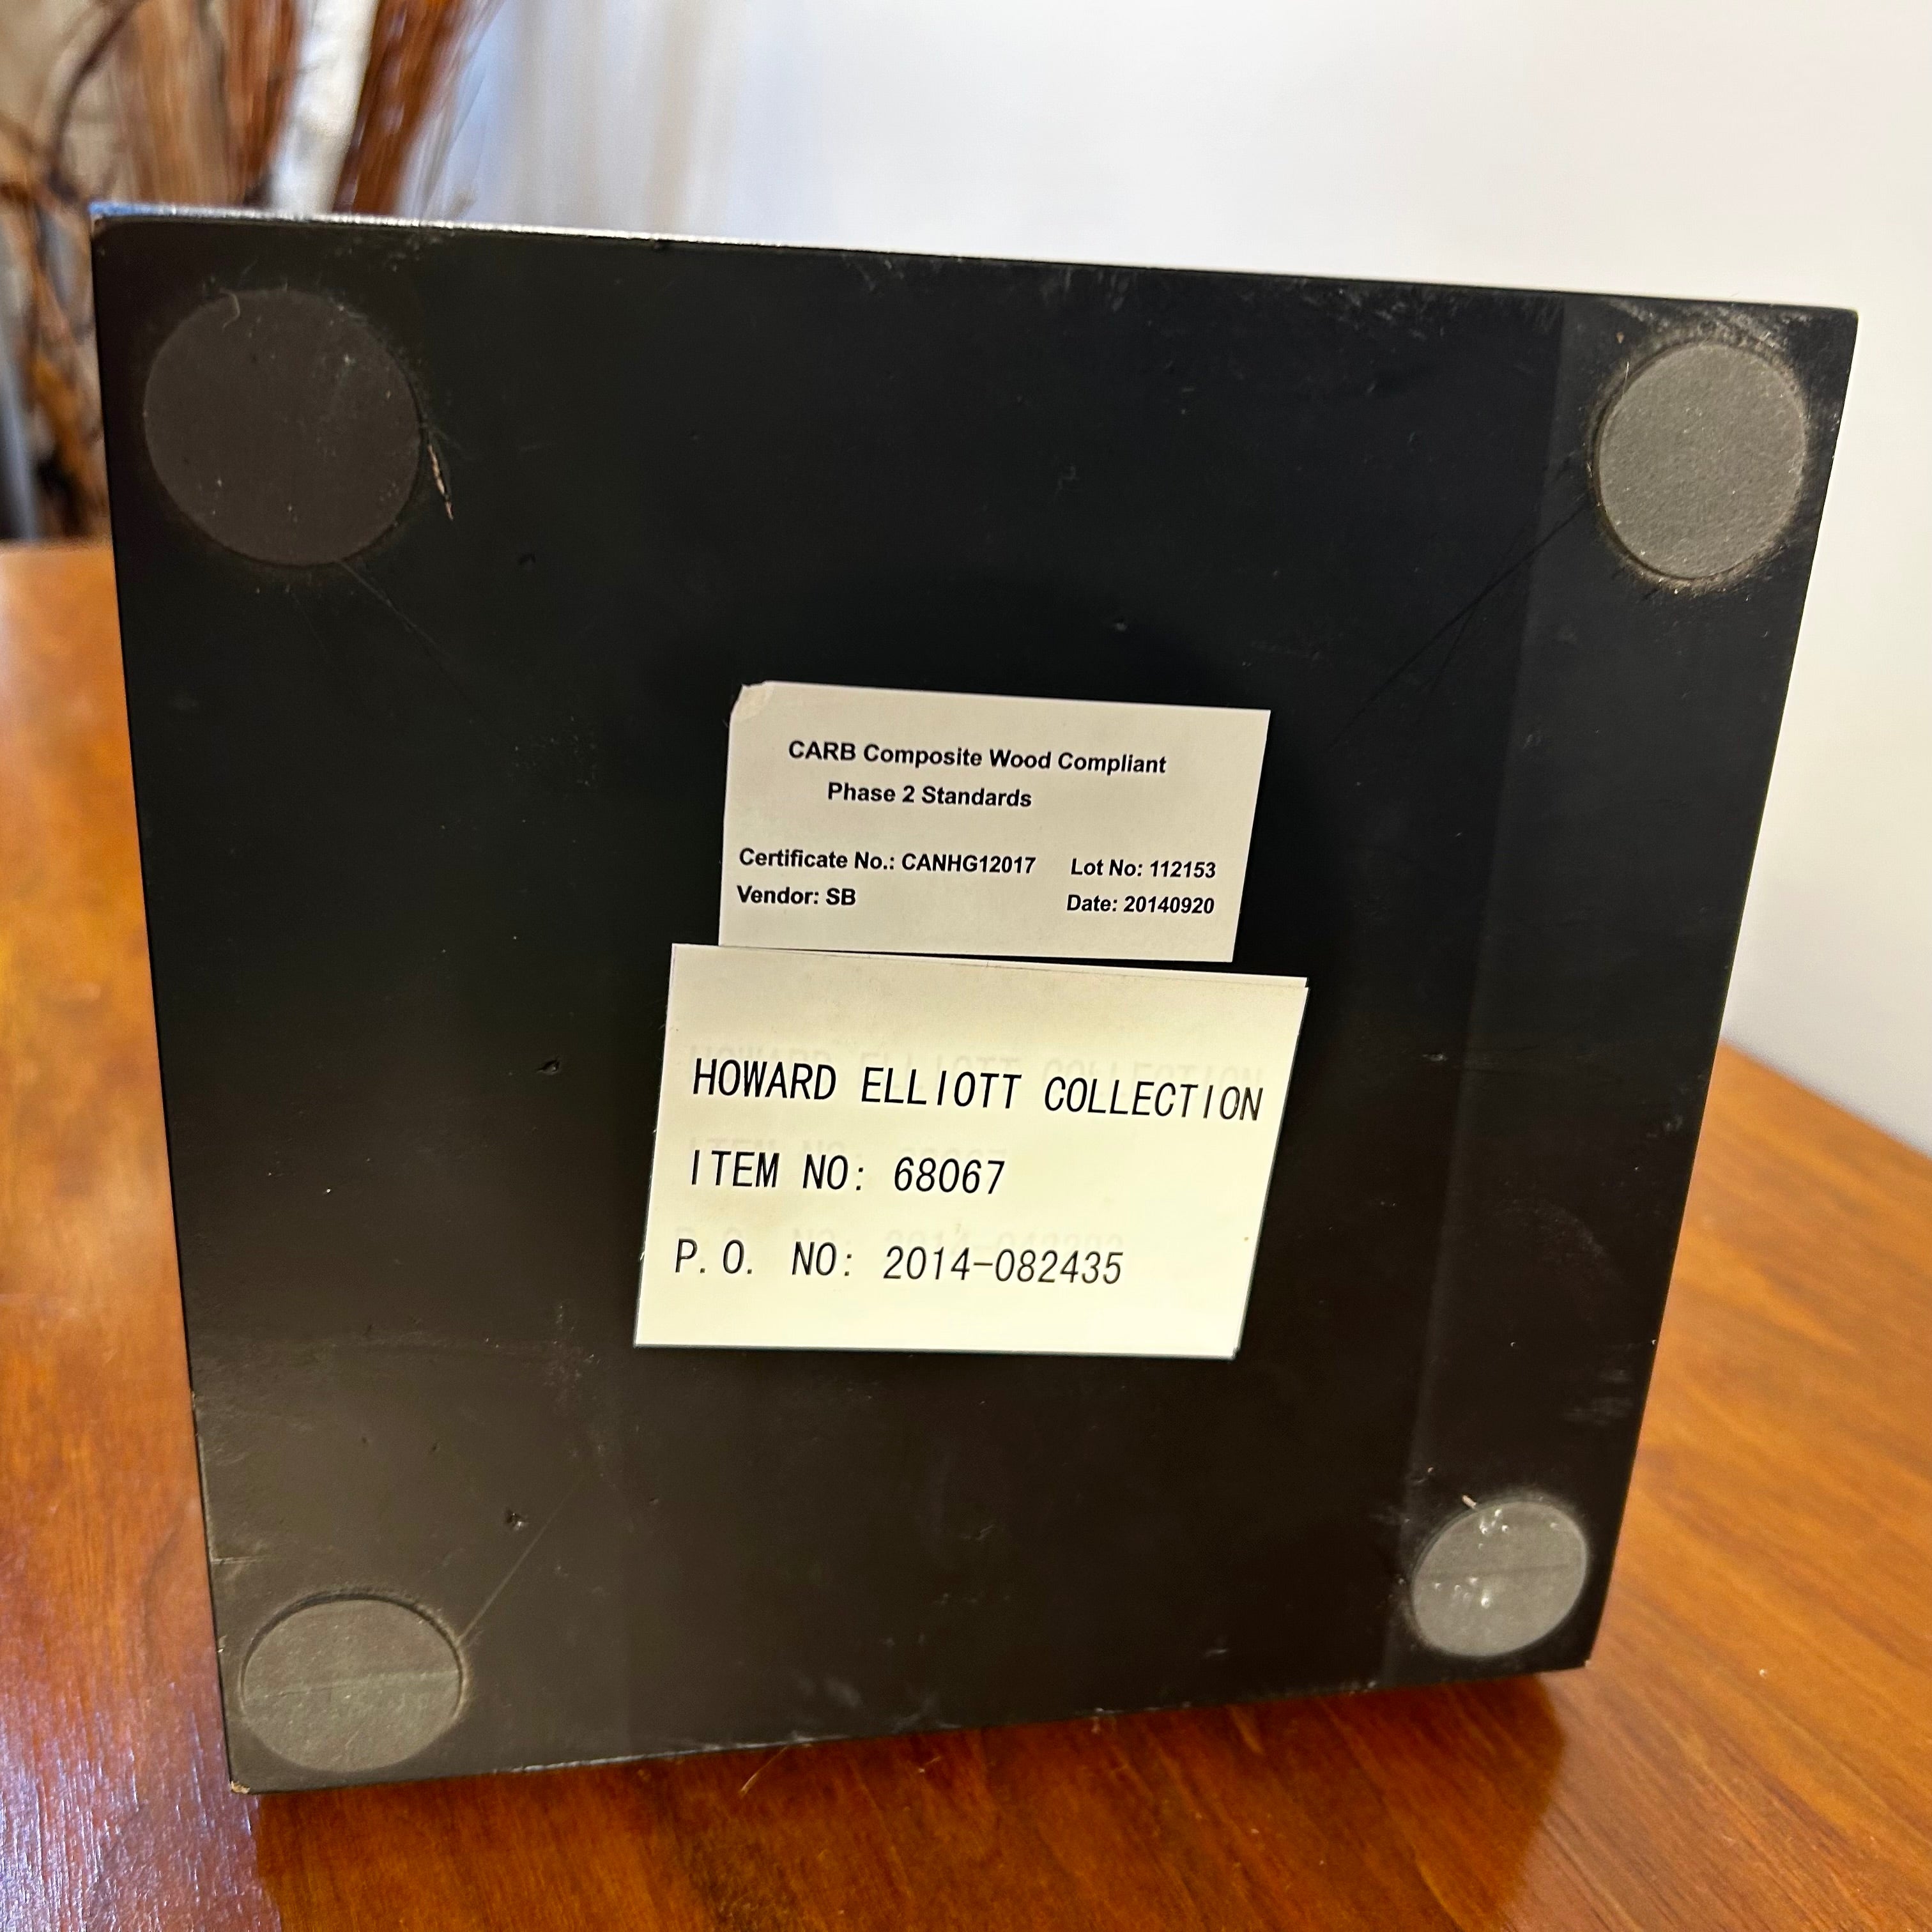 CARB Composite Wood Compliant
Phase 2 Standards
Certificate No.: CANHG12017 Lot No: 112153
Vendor: SB Date: 20140920
HOWARD ELLIOTT COLLECTION
ITEM NO: 68067
P.O. NO: 2014-082435